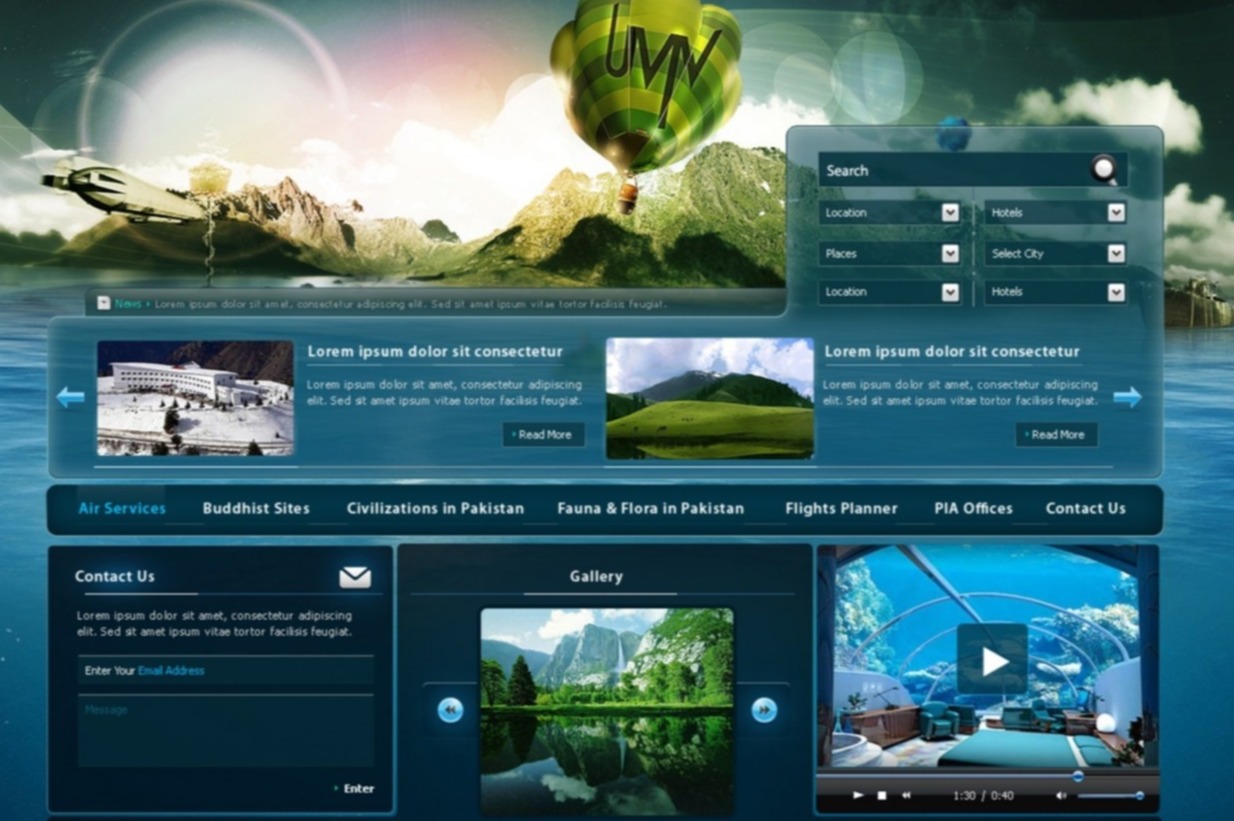 UMN
Search
Location
Hotels
Places
Select City
Location
Hotels
News Lorem ipsum dolor sit amet, consectetur adipiscing elit. Sed sit amet ipsum vitae tortor facilisis feugiat.
Lorem ipsum dolor sit consectetur
Lorem ipsum dolor sit amet, consectetur adipiscing
elit. Sed sit amet ipsum vitae tortor facilisis feugiat.
Read More
Lorem ipsum dolor sit consectetur
Lorem ipsum dolor sit amet, consectetur adipiscing
elit. Sed sit amet ipsum vitae tortor facilisis feugiat.
Read More
Air Services Buddhist Sites Civilizations in Pakistan Fauna & Flora in Pakistan Flights Planner PIA Offices Contact Us
Contact Us
Lorem ipsum dolor sit amet, consectetur adipiscing
elit. Sed sit amet ipsum vitae tortor facilisis feugiat.
Enter Your Email Address
Message
Enter
Gallery
1:30 / 0:40